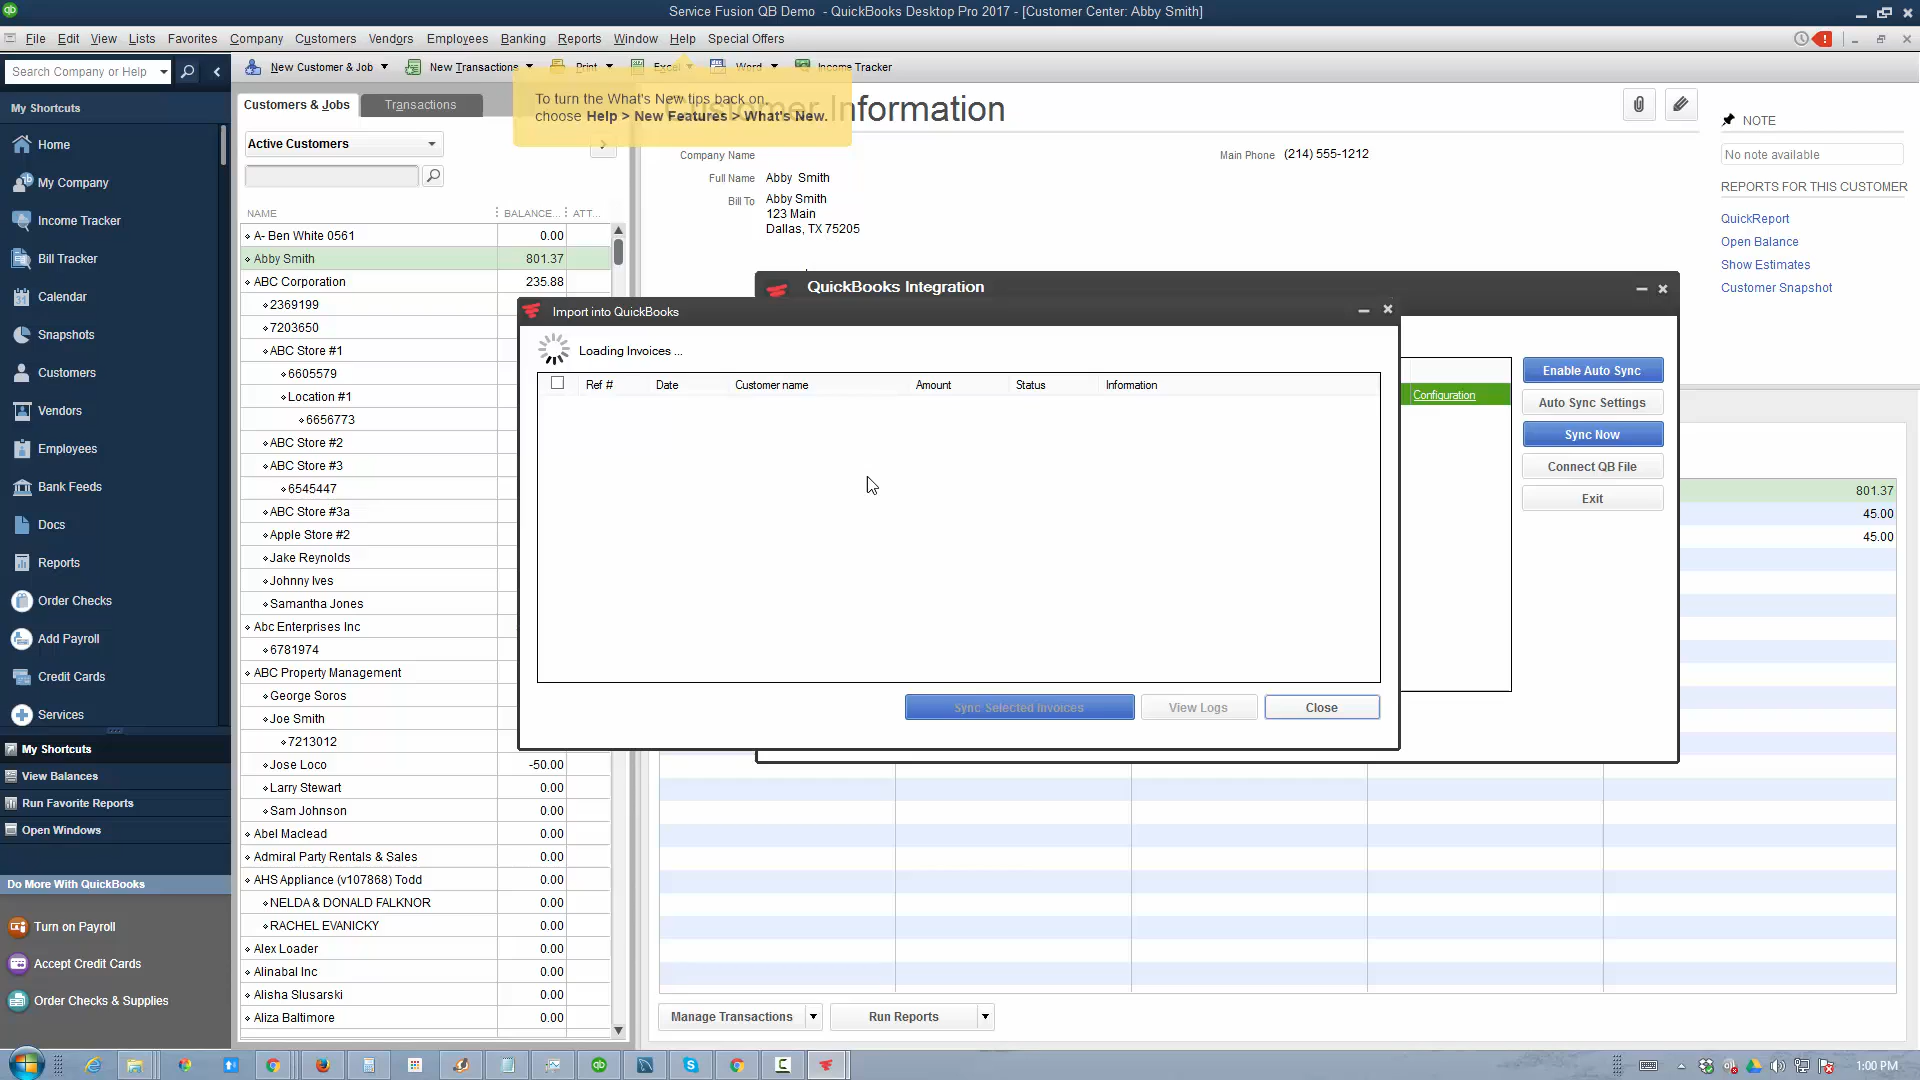 Service Fusion QB Demo - QuickBooks Desktop Pro 2017 - [Customer Center: Abby Smith]
File Edit View Lists Favorites Company Customers Vendors Employees Banking Reports Window Help Special Offers
Search Company or Help
New Customer & Job New Transactions Print Excel Word Income Tracker
My Shortcuts
Home
My Company
Income Tracker
Bill Tracker
Calendar
Snapshots
Customers
Vendors
Employees
Bank Feeds
Docs
Reports
Order Checks
Add Payroll
Credit Cards
Services
My Shortcuts
View Balances
Run Favorite Reports
Open Windows
Do More With QuickBooks
Turn on Payroll
Accept Credit Cards
Order Checks & Supplies
Customers & Jobs Transactions
Active Customers
NAME BALANCE... ATT...
A- Ben White 0561 0.00
Abby Smith 801.37
ABC Corporation 235.88
2369199
7203650
ABC Store #1
6605579
Location #1
6656773
ABC Store #2
ABC Store #3
6545447
ABC Store #3a
Apple Store #2
Jake Reynolds
Johnny Ives
Samantha Jones
Abc Enterprises Inc
6781974
ABC Property Management
George Soros
Joe Smith
7213012
Jose Loco -50.00
Larry Stewart 0.00
Sam Johnson 0.00
Abel Maclead 0.00
Admiral Party Rentals & Sales 0.00
AHS Appliance (v107868) Todd 0.00
NELDA & DONALD FALKNOR 0.00
RACHEL EVANICKY 0.00
Alex Loader 0.00
Alinabal Inc 0.00
Alisha Slusarski 0.00
Aliza Baltimore 0.00
To turn the What's New tips back on,
choose Help > New Features > What's New.
Customer Information
Company Name
Full Name Abby Smith
Bill To Abby Smith
123 Main
Dallas, TX 75205
Main Phone (214) 555-1212
NOTE
No note available
REPORTS FOR THIS CUSTOMER
QuickReport
Open Balance
Show Estimates
Customer Snapshot
QuickBooks Integration
Configuration
Enable Auto Sync
Auto Sync Settings
Sync Now
Connect QB File
Exit
Import into QuickBooks
Loading Invoices ...
Ref # Date Customer name Amount Status Information
Sync Selected Invoices View Logs Close
801.37
45.00
45.00
Manage Transactions Run Reports
1:00 PM